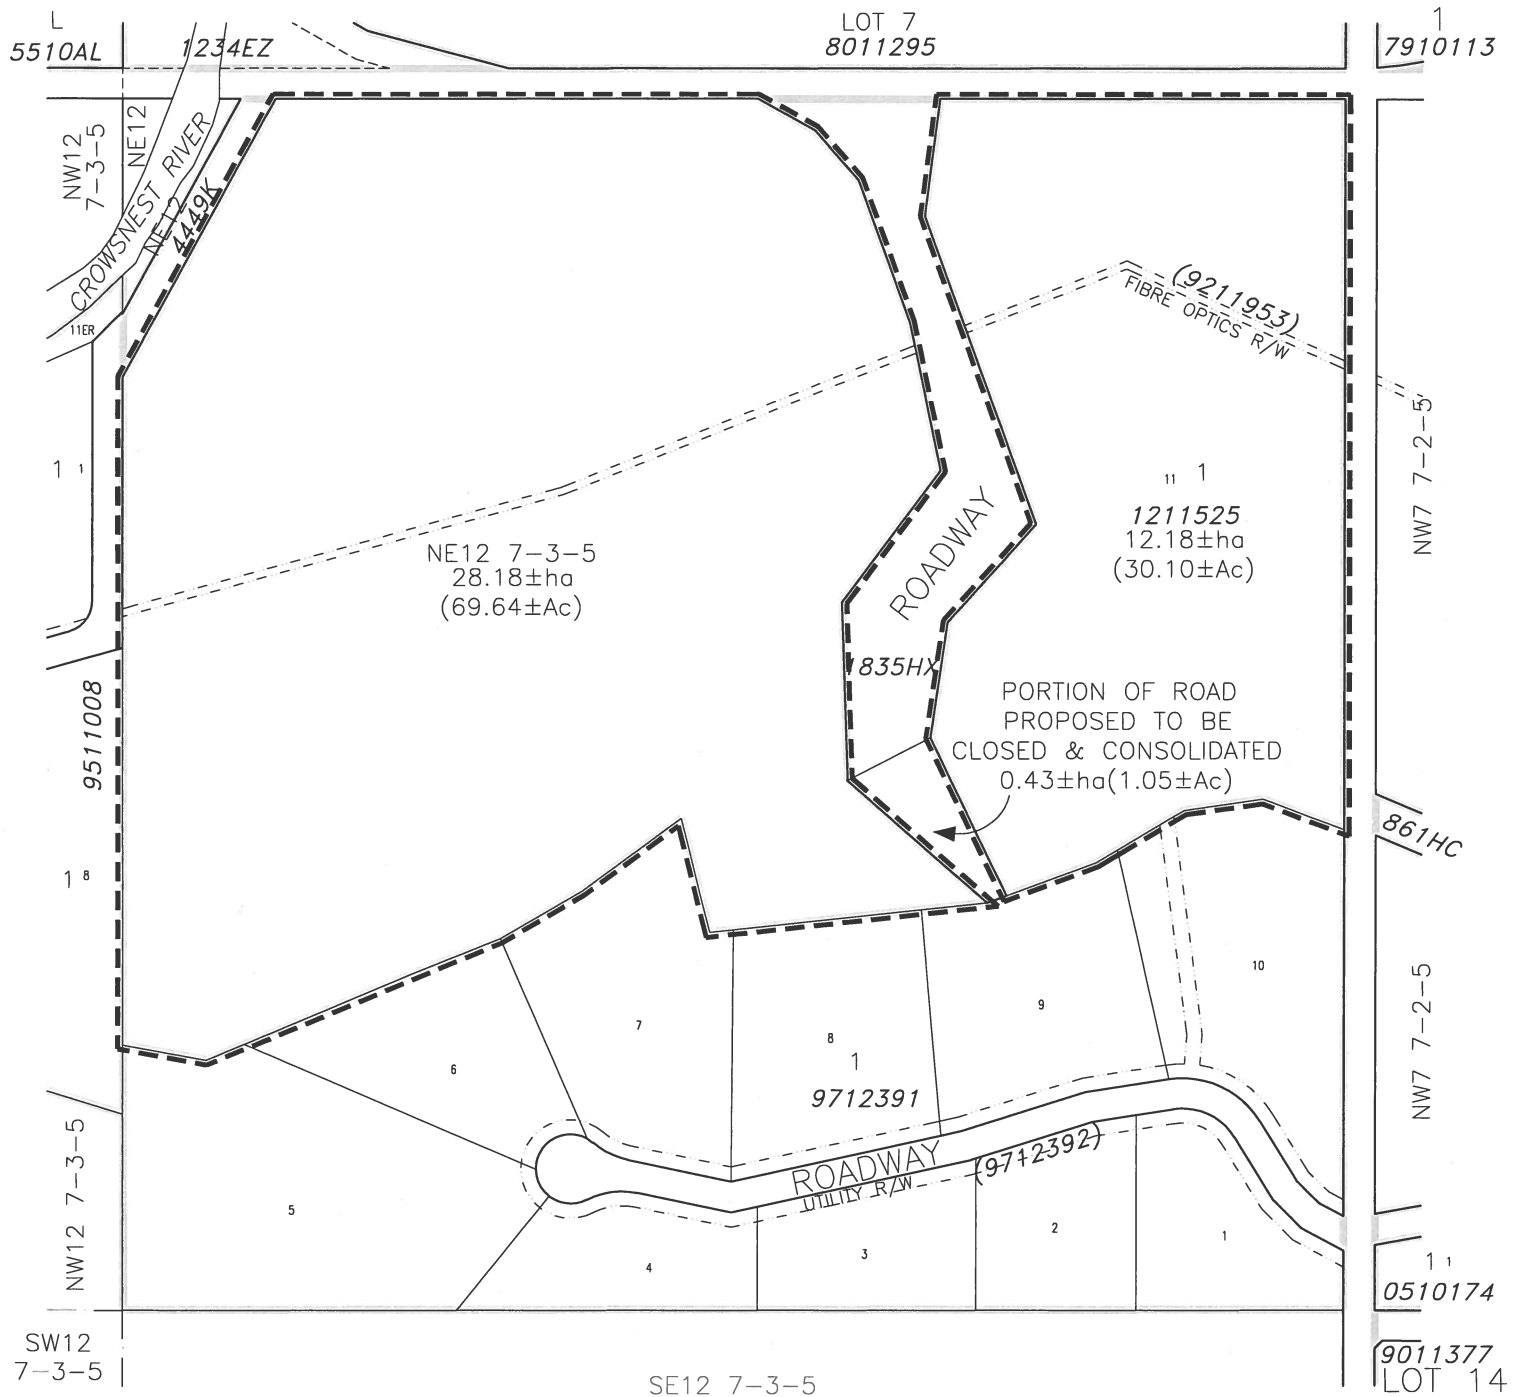 L
5510AL
1234EZ
LOT 7
8011295
1
7910113
NW12
7-3-5
NE12
CROWSNEST RIVER
NE12
4449K
11ER
(9211953)
FIBRE OPTICS R/W
1 1
NW7 7-2-5
11 1
1211525
12.18±ha
(30.10±Ac)
NE12 7-3-5
28.18±ha
(69.64±Ac)
ROADWAY
1835HX
9511008
PORTION OF ROAD
PROPOSED TO BE
CLOSED & CONSOLIDATED
0.43±ha(1.05±Ac)
861HC
1 8
10
9
7
8
1
9712391
6
NW7 7-2-5
NW12 7-3-5
ROADWAY
UTILITY R/W
(9712392)
5
4
3
2
1
1 1
0510174
SW12
7-3-5
9011377
LOT 14
SE12 7-3-5